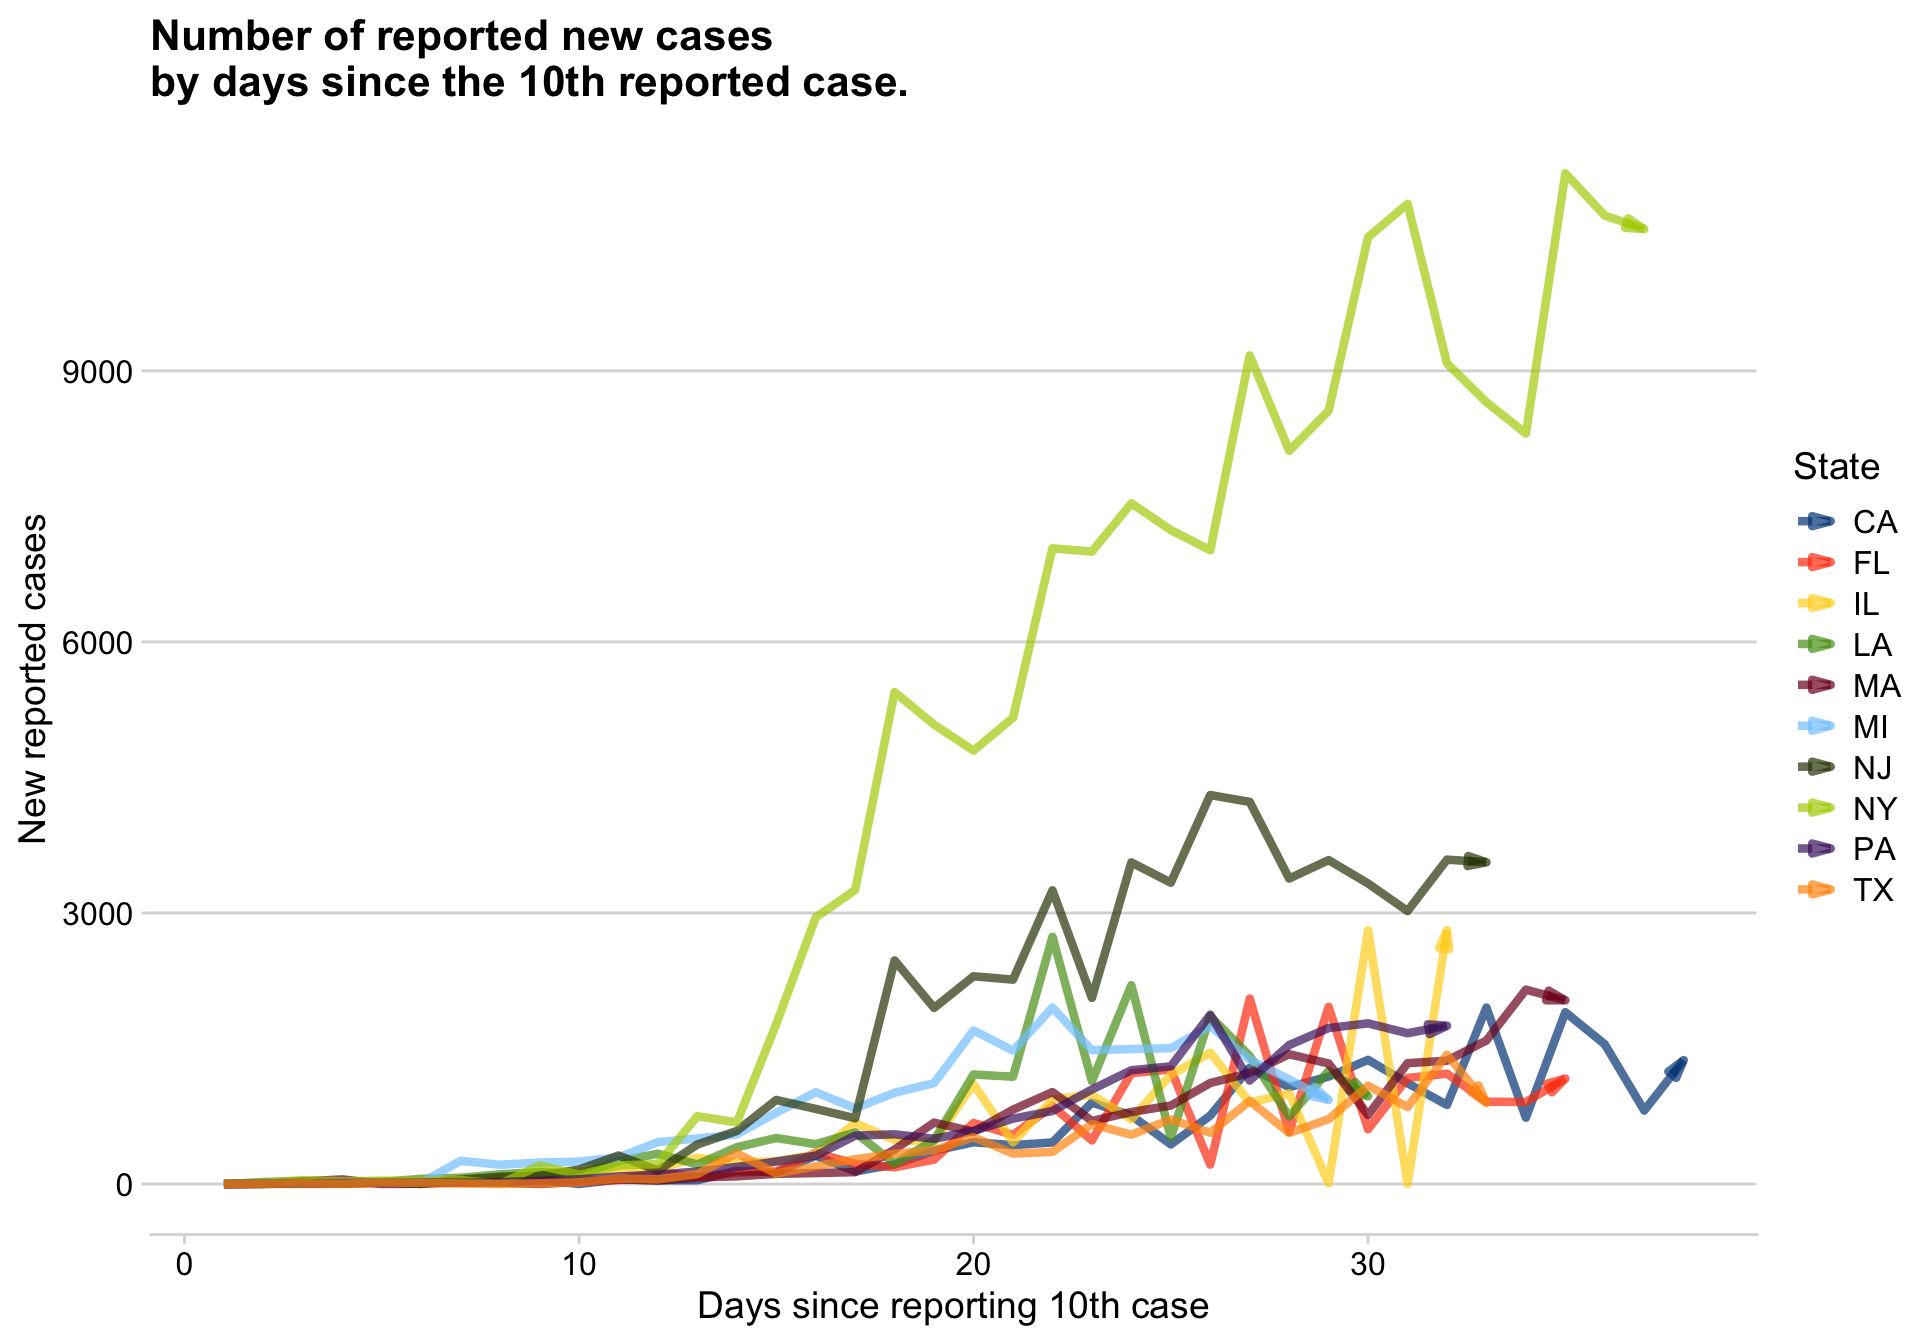 Number of reported new cases
by days since the 10th reported case.
9000
6000
3000
0
New reported cases
0 10 20 30
Days since reporting 10th case
State
CA
FL
IL
LA
MA
MI
NJ
NY
PA
TX